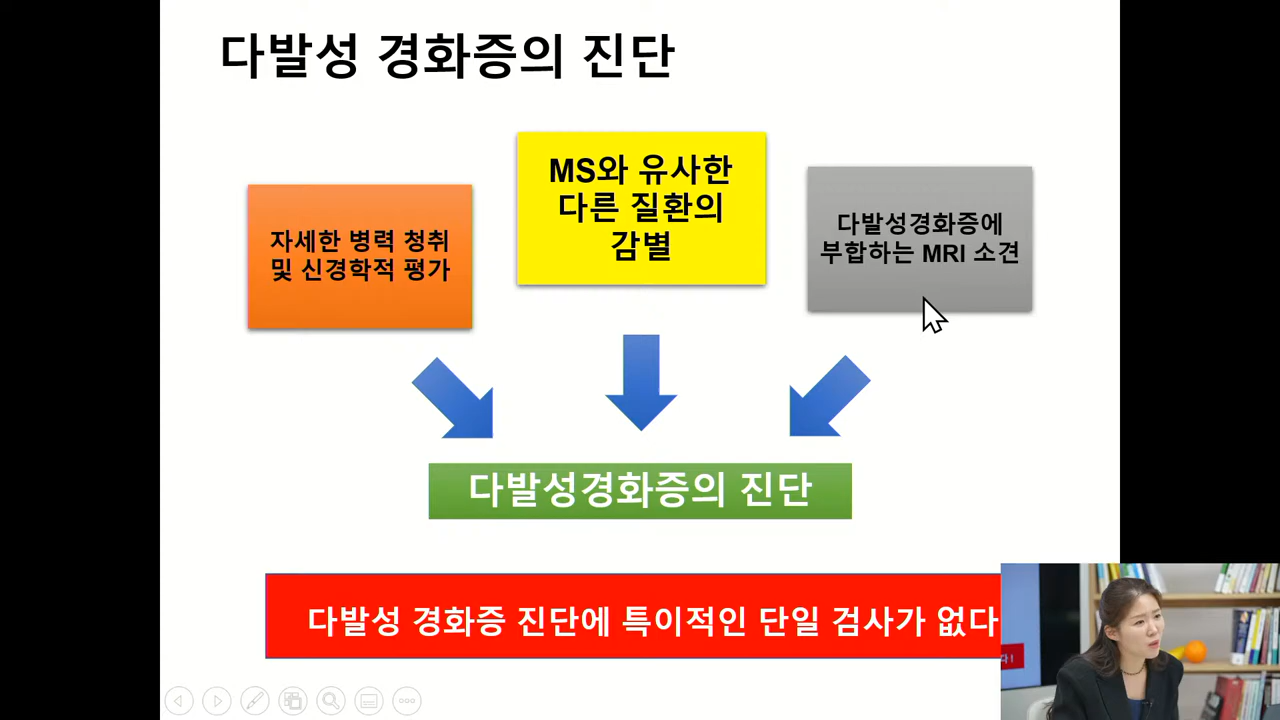 다발성 경화증의 진단
자세한 병력 청취
및 신경학적 평가
MS와 유사한
다른 질환의
감별
다발성경화증에
부합하는 MRI 소견
다발성경화증의 진단
다발성 경화증 진단에 특이적인 단일 검사가 없다
다!